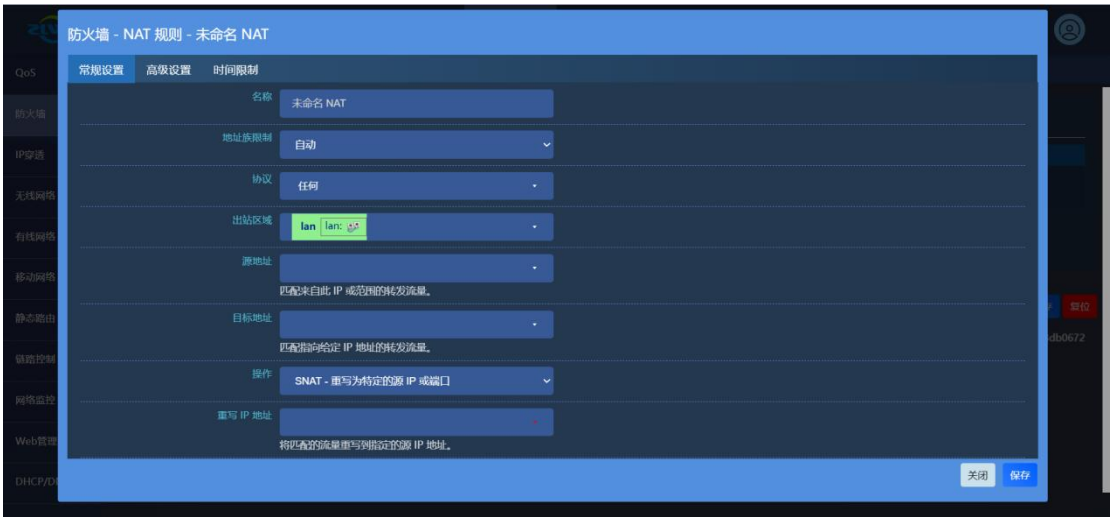 防火墙 - NAT 规则 - 未命名 NAT
常规设置 高级设置 时间限制
QoS
防火墙
IP穿透
无线网络
有线网络
移动网络
静态路由
链路控制
网络监控
Web管理
DHCP/D
名称 未命名 NAT
地址族限制 自动
协议 任何
出站区域 lan lan:
源地址
匹配来自此 IP 或范围的转发流量。
目标地址
匹配指向给定 IP 地址的转发流量。
操作 SNAT - 重写为特定的源 IP 或端口
重写 IP 地址
将匹配的流量重写到指定的源 IP 地址。
复位
db0672
关闭 保存